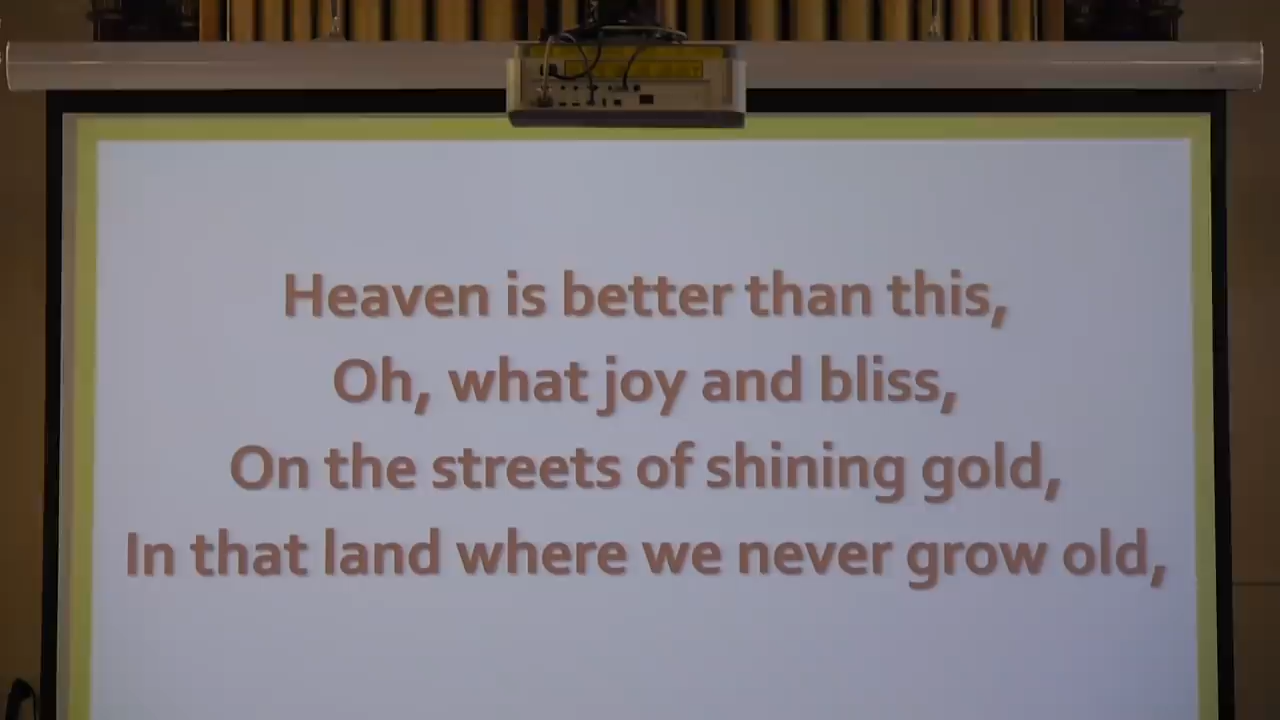 Heaven is better than this,
Oh, what joy and bliss,
On the streets of shining gold,
In that land where we never grow old,